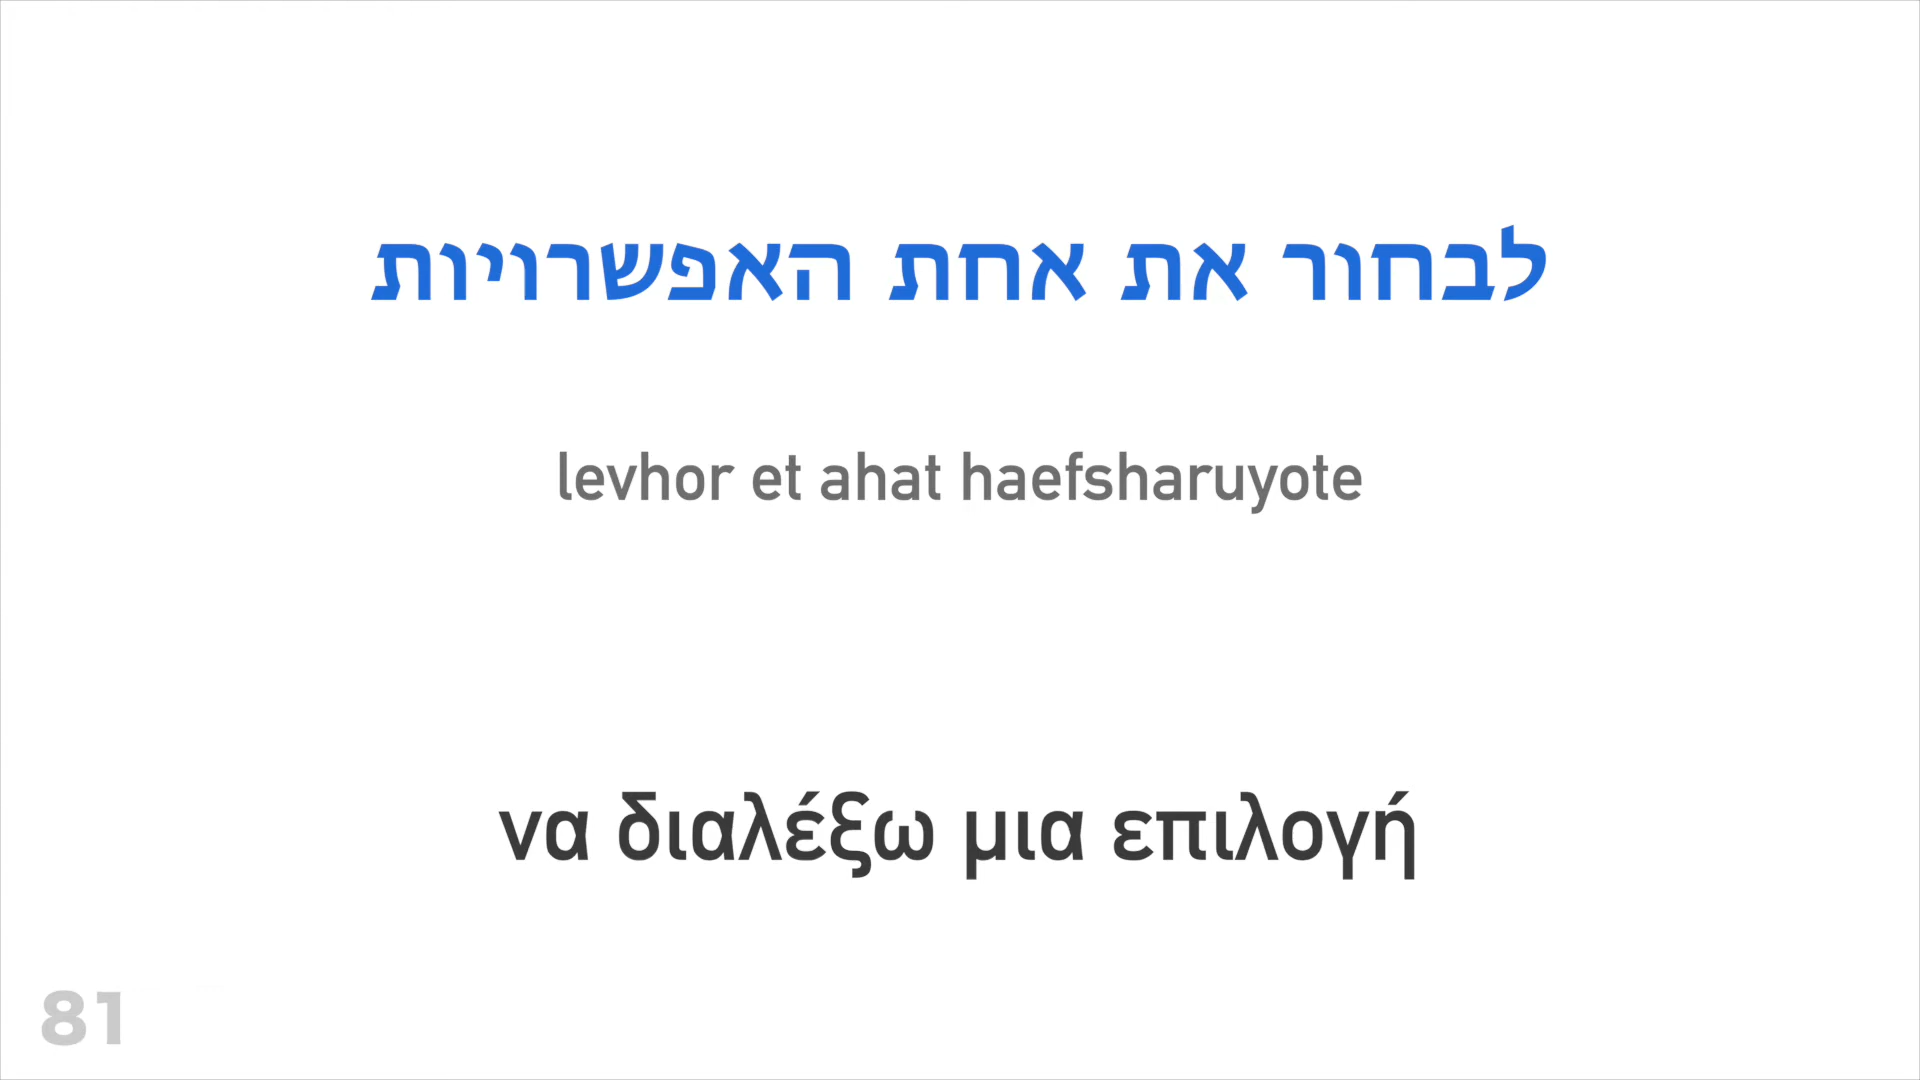 לבחור את אחת האפשרויות
levhor et ahat haefsharuyote
να διαλέξω μια επιλογή
81